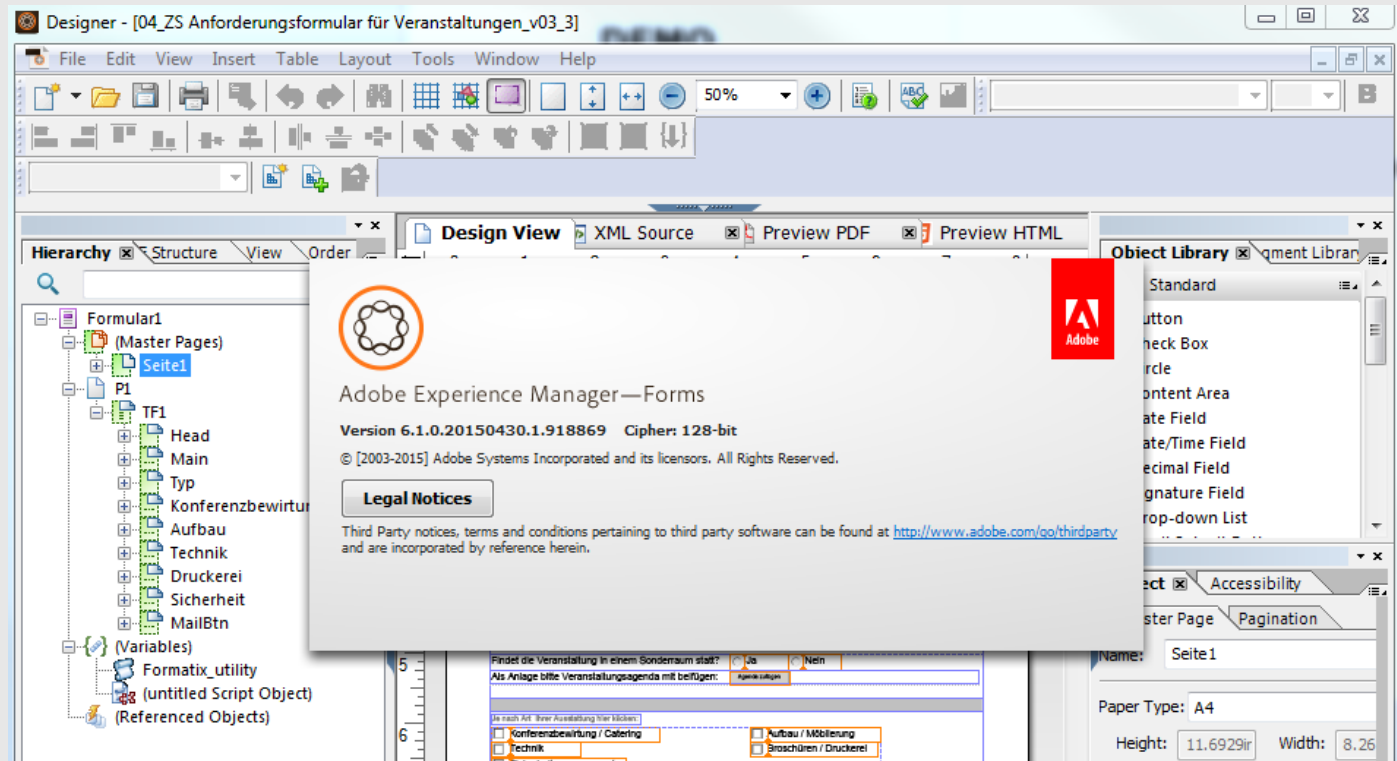 DEMO
Designer - [04_ZS Anforderungsformular für Veranstaltungen_v03_3]
File Edit View Insert Table Layout Tools Window Help
50%
ABC
B
Design View XML Source Preview PDF Preview HTML
Hierarchy Structure View Order
Object Library
Standard
Formular1
(Master Pages)
Seite1
P1
TF1
Head
Main
Typ
Konferenzbewirtu
Aufbau
Technik
Druckerei
Sicherheit
MailBtn
(Variables)
Formatix_utility
(untitled Script Object)
(Referenced Objects)
Adobe
Adobe Experience Manager—Forms
Version 6.1.0.20150430.1.918869 Cipher: 128-bit
© [2003-2015] Adobe Systems Incorporated and its licensors. All Rights Reserved.
Legal Notices
Third Party notices, terms and conditions pertaining to third party software can be found at http://www.adobe.com/go/thirdparty
and are incorporated by reference herein.
utton
heck Box
rcle
ontent Area
ate Field
ate/Time Field
ecimal Field
gnature Field
rop-down List
ect Accessibility
ster Page Pagination
Name: Seite1
Paper Type: A4
Height: 11.6929in Width: 8.26
5
Findet die Veranstaltung in einem Sonderraum statt? Ja Nein
Als Anlage bitte Veranstaltungsagenda mit beifügen: Agenda zufügen
Je nach Art Ihrer Ausstattung hier klicken:
6
Konferenzbewirtung / Catering Aufbau / Möblierung
Technik Broschüren / Druckerei